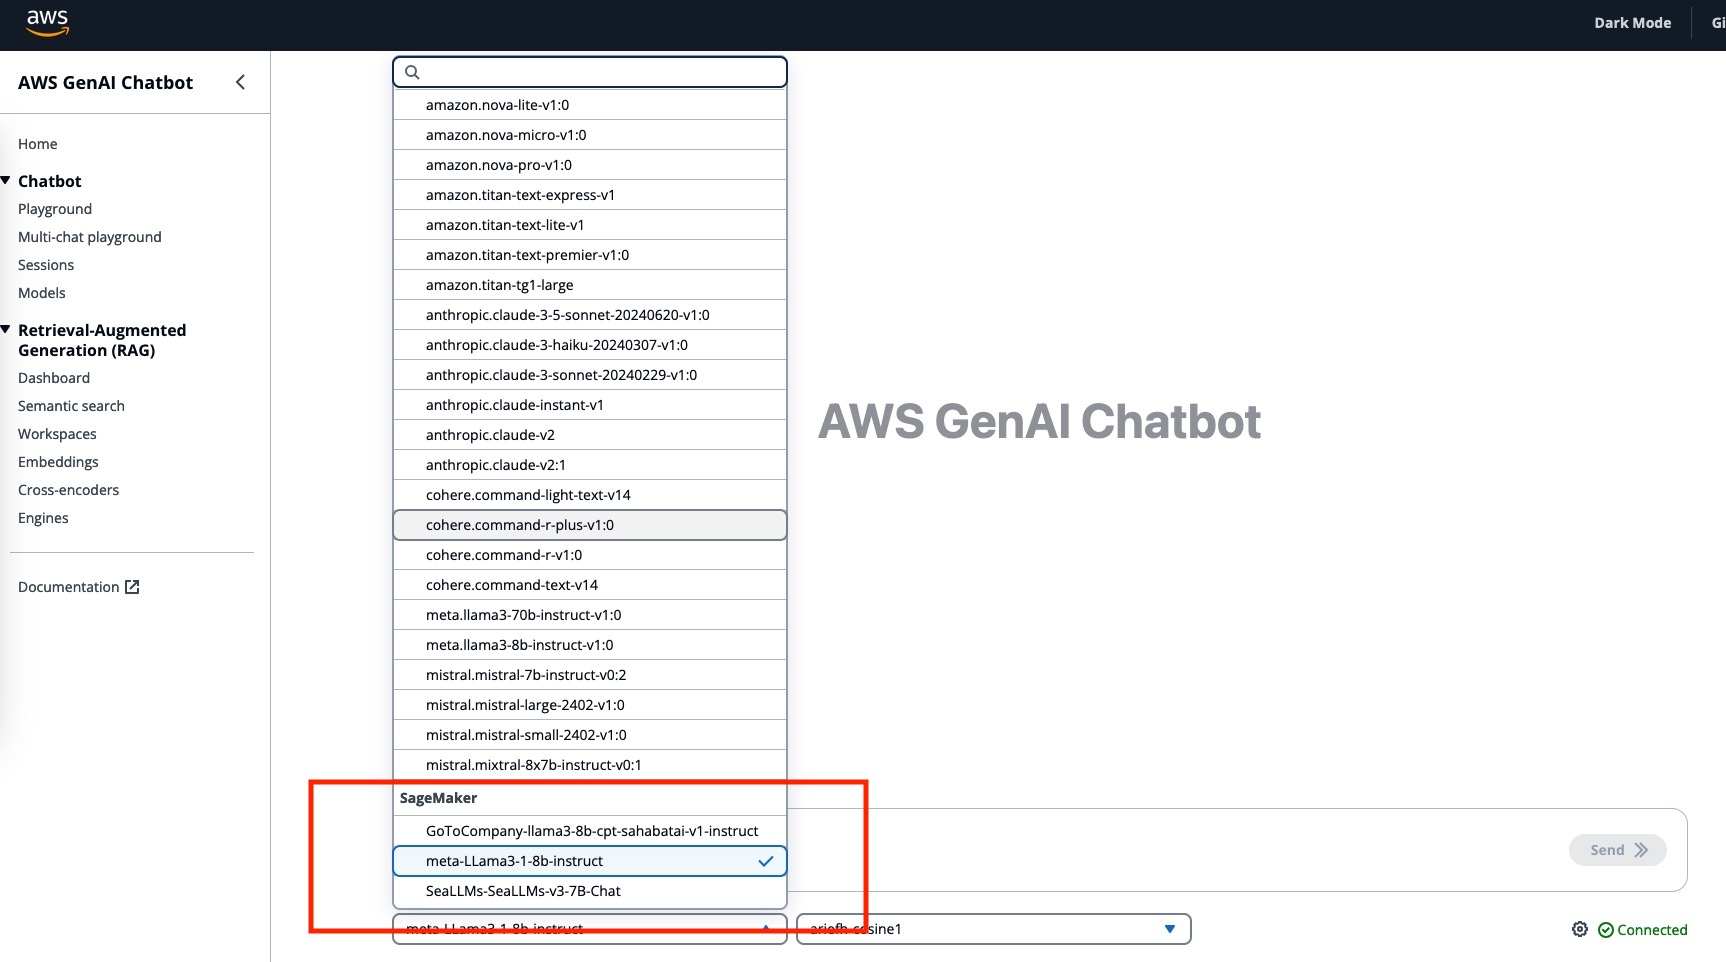 aws
Dark Mode
Gi
AWS GenAI Chatbot
Home
Chatbot
Playground
Multi-chat playground
Sessions
Models
Retrieval-Augmented
Generation (RAG)
Dashboard
Semantic search
Workspaces
Embeddings
Cross-encoders
Engines
Documentation
amazon.nova-lite-v1:0
amazon.nova-micro-v1:0
amazon.nova-pro-v1:0
amazon.titan-text-express-v1
amazon.titan-text-lite-v1
amazon.titan-text-premier-v1:0
amazon.titan-tg1-large
anthropic.claude-3-5-sonnet-20240620-v1:0
anthropic.claude-3-haiku-20240307-v1:0
anthropic.claude-3-sonnet-20240229-v1:0
anthropic.claude-instant-v1
anthropic.claude-v2
anthropic.claude-v2:1
cohere.command-light-text-v14
cohere.command-r-plus-v1:0
cohere.command-r-v1:0
cohere.command-text-v14
meta.llama3-70b-instruct-v1:0
meta.llama3-8b-instruct-v1:0
mistral.mistral-7b-instruct-v0:2
mistral.mistral-large-2402-v1:0
mistral.mistral-small-2402-v1:0
mistral.mixtral-8x7b-instruct-v0:1
SageMaker
GoToCompany-llama3-8b-cpt-sahabatai-v1-instruct
meta-LLama3-1-8b-instruct
SeaLLMs-SeaLLMs-v3-7B-Chat
meta-LLama3-1-8b-instruct
ariefh-cosine1
AWS GenAI Chatbot
Send
Connected